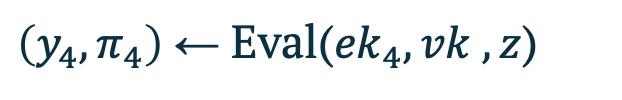 (𝑦₄, 𝜋₄) ← Eval(𝑒𝑘₄, 𝑣𝑘 , 𝑧)